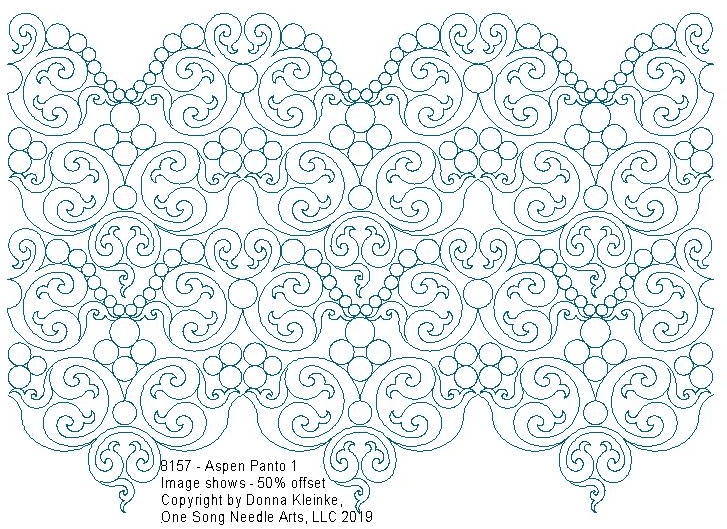 8157 - Aspen Panto 1
Image shows - 50% offset
Copyright by Donna Kleinke,
One Song Needle Arts, LLC 2019